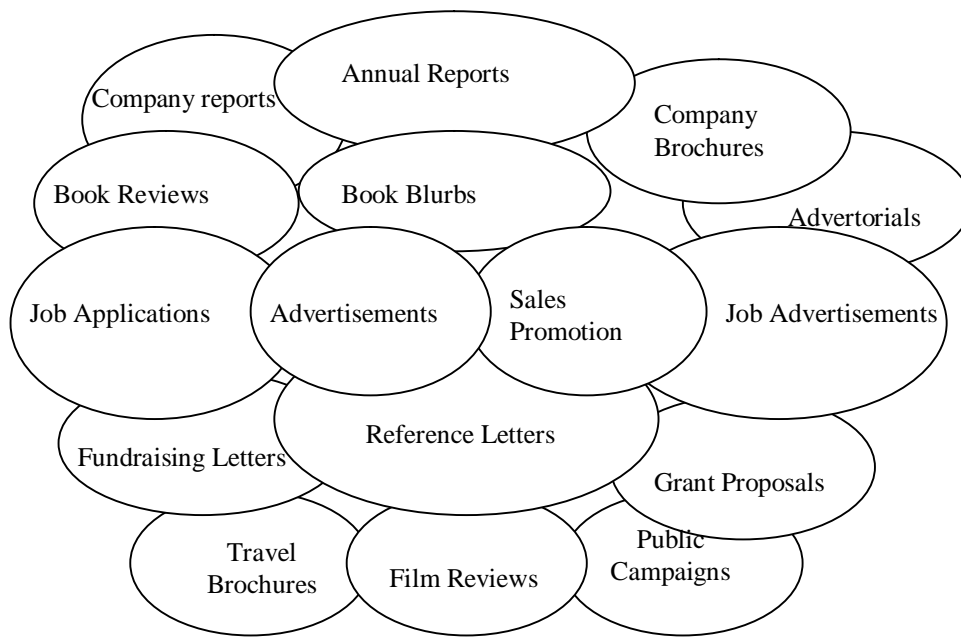 Annual Reports
Company reports
Company
Brochures
Book Reviews
Book Blurbs
Advertorials
Job Applications
Advertisements
Sales
Promotion
Job Advertisements
Reference Letters
Fundraising Letters
Grant Proposals
Travel
Brochures
Film Reviews
Public
Campaigns